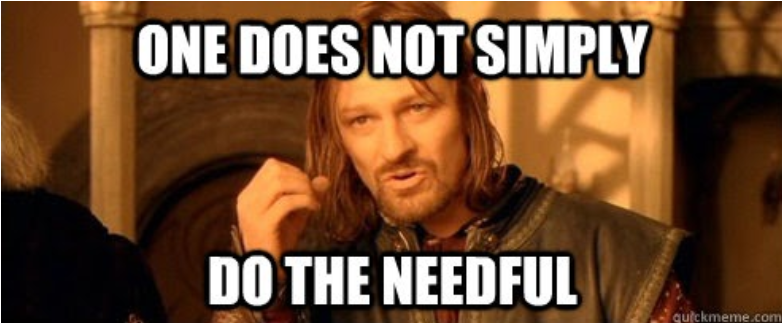 ONE DOES NOT SIMPLY
DO THE NEEDFUL
quickmeme.com